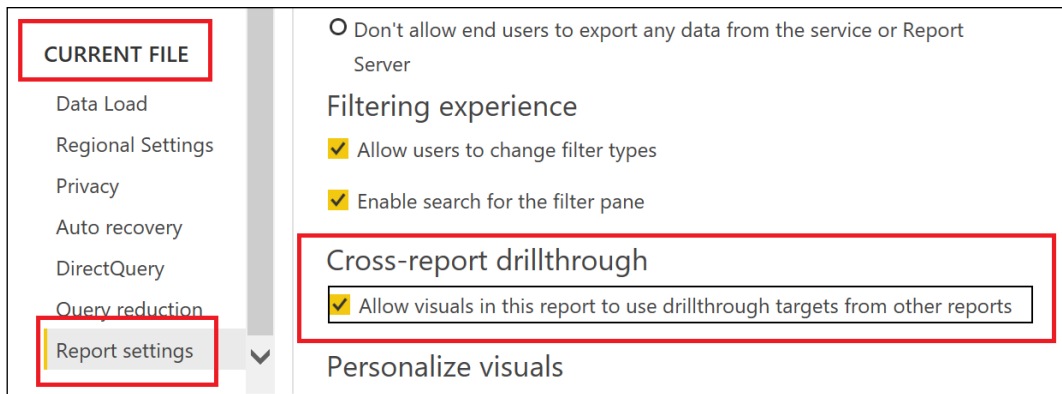 CURRENT FILE
Data Load
Regional Settings
Privacy
Auto recovery
DirectQuery
Query reduction
Report settings
Don't allow end users to export any data from the service or Report
Server
Filtering experience
Allow users to change filter types
Enable search for the filter pane
Cross-report drillthrough
Allow visuals in this report to use drillthrough targets from other reports
Personalize visuals